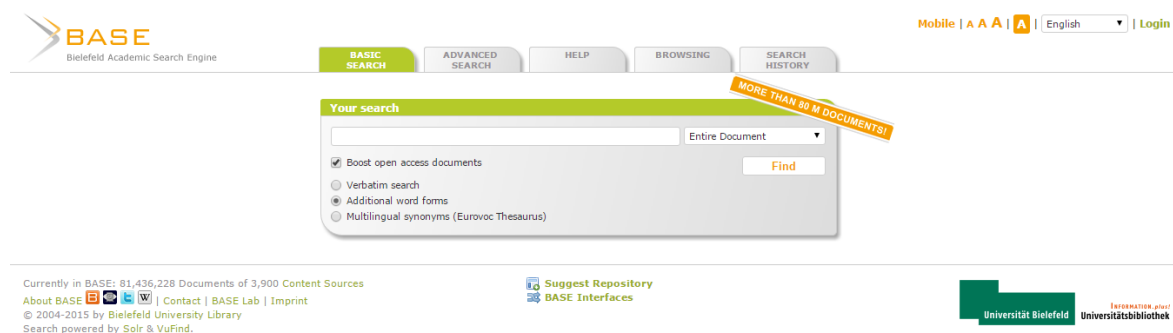 Mobile | A A A | A | English | Login
BASE
Bielefeld Academic Search Engine
BASIC SEARCH
ADVANCED SEARCH
HELP
BROWSING
SEARCH HISTORY
MORE THAN 80 M DOCUMENTS!
Your search
Entire Document
Boost open access documents
Find
Verbatim search
Additional word forms
Multilingual synonyms (Eurovoc Thesaurus)
Currently in BASE: 81,436,228 Documents of 3,900 Content Sources
About BASE | Contact | BASE Lab | Imprint
© 2004-2015 by Bielefeld University Library
Search powered by Solr & VuFind.
Suggest Repository
BASE Interfaces
Universität Bielefeld
INFORMATION.plus!
Universitätsbibliothek